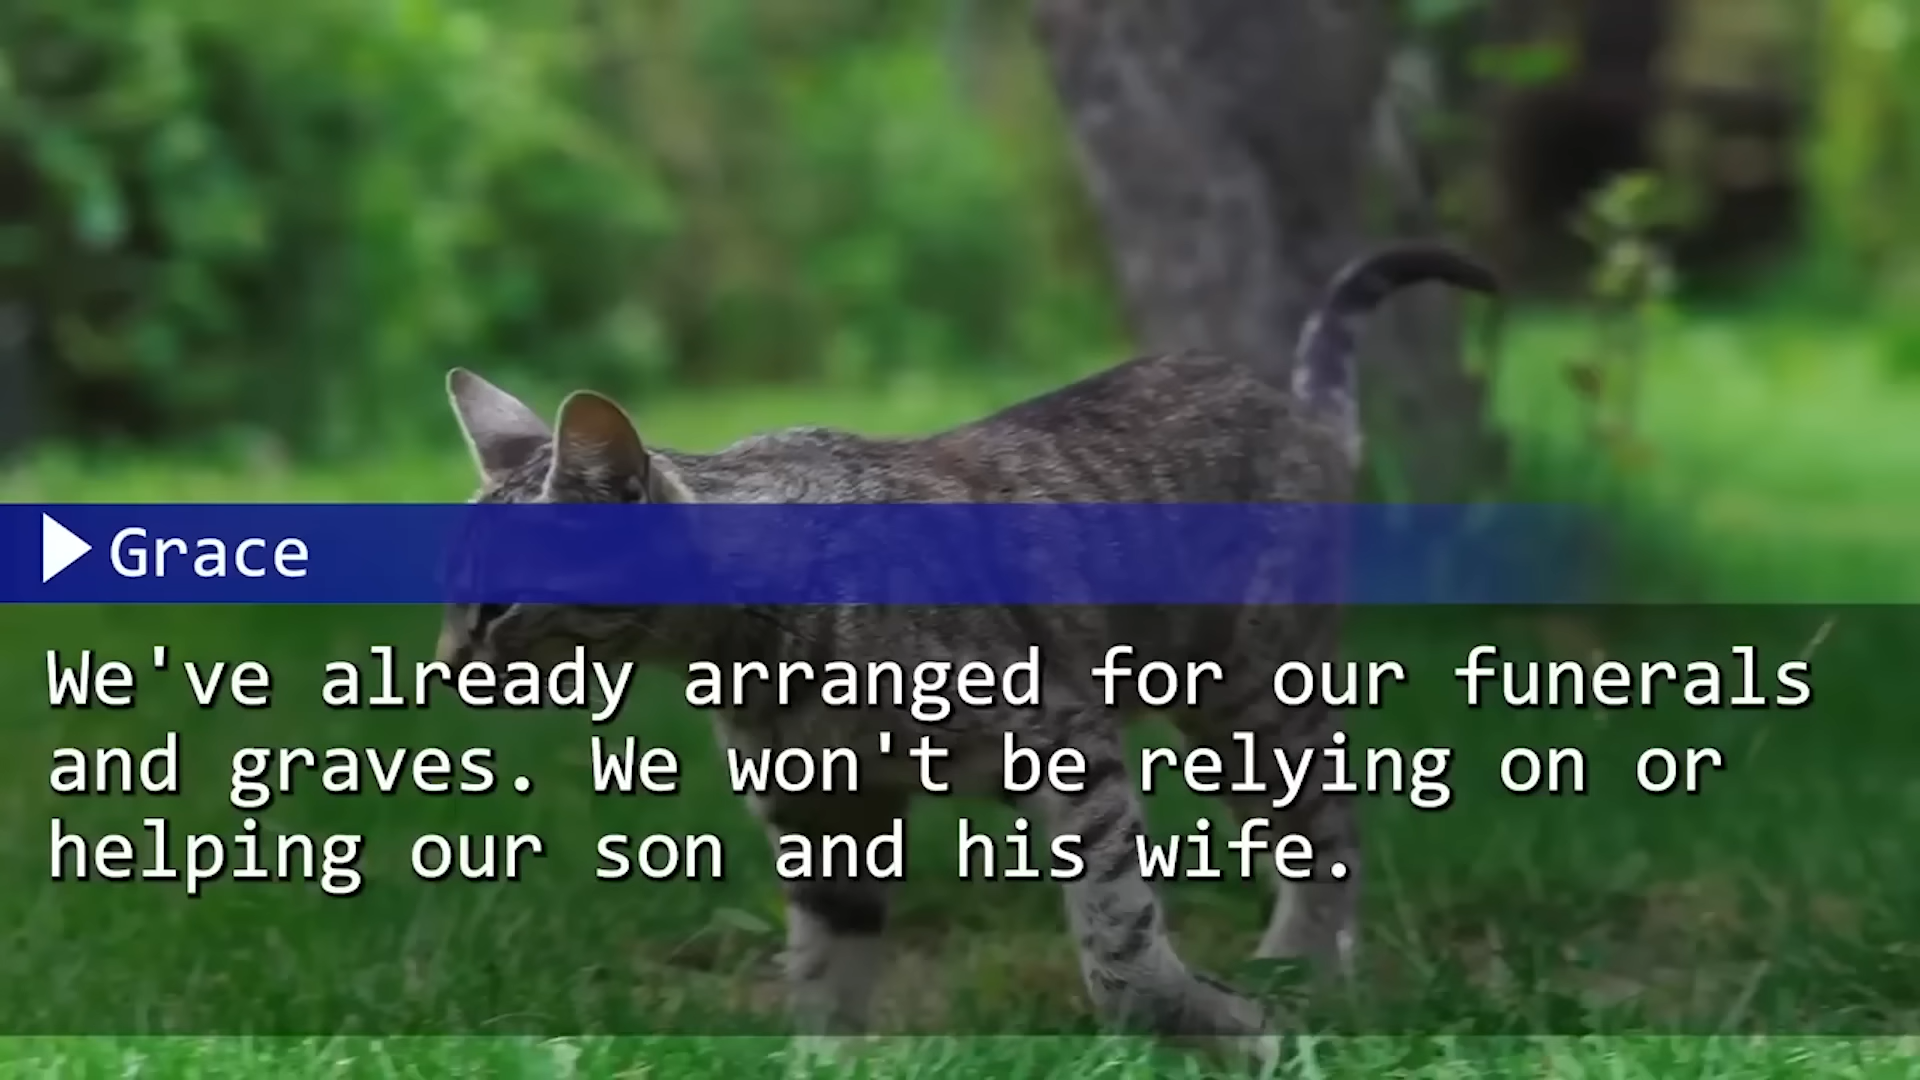 Grace
We've already arranged for our funerals
and graves. We won't be relying on or
helping our son and his wife.